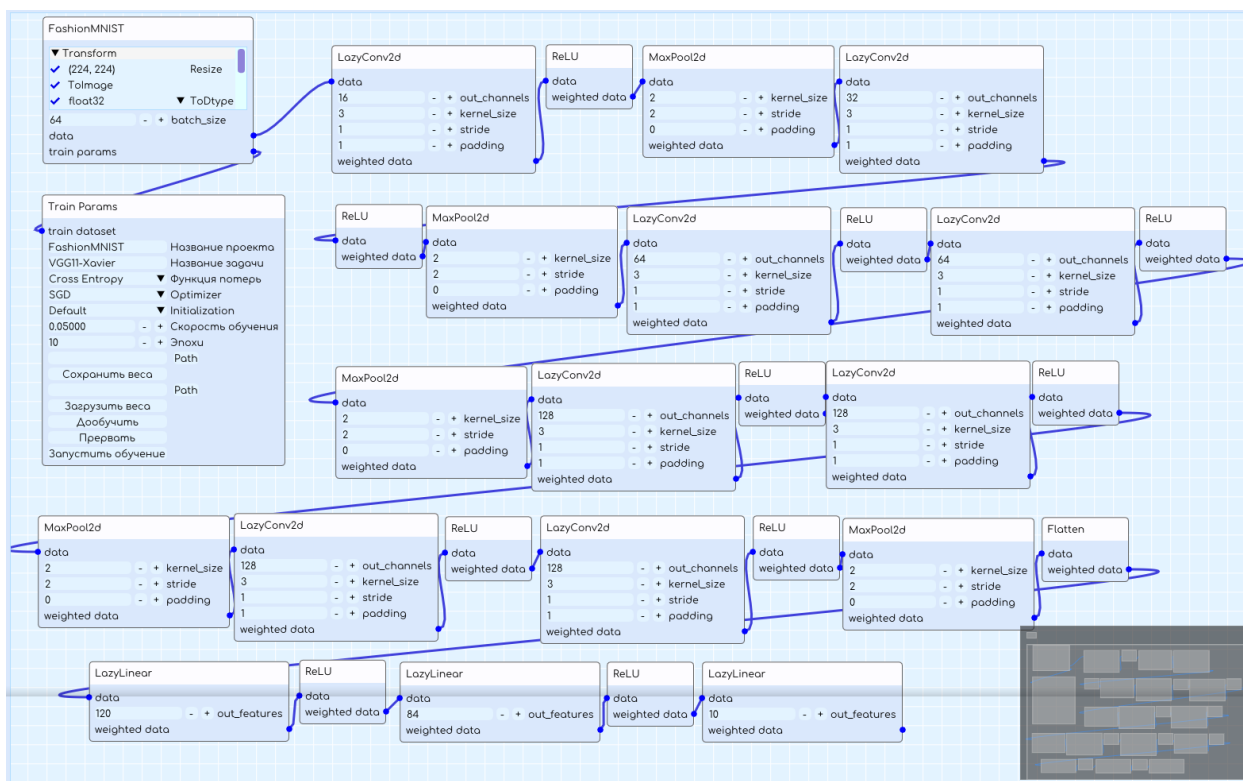 FashionMNIST
▼ Transform
✓ (224, 224) Resize
✓ ToImage
✓ float32 ▼ ToDtype
64 - + batch_size
data
train params
LazyConv2d
data
16 - + out_channels
3 - + kernel_size
1 - + stride
1 - + padding
weighted data
ReLU
data
weighted data
MaxPool2d
data
2 - + kernel_size
2 - + stride
0 - + padding
weighted data
LazyConv2d
data
32 - + out_channels
3 - + kernel_size
1 - + stride
1 - + padding
weighted data
Train Params
train dataset
FashionMNIST Название проекта
VGG11-Xavier Название задачи
Cross Entropy ▼ Функция потерь
SGD ▼ Optimizer
Default ▼ Initialization
0.05000 - + Скорость обучения
10 - + Эпохи
Path
Сохранить веса
Path
Загрузить веса
Дообучить
Прервать
Запустить обучение
ReLU
data
weighted data
MaxPool2d
data
2 - + kernel_size
2 - + stride
0 - + padding
weighted data
LazyConv2d
data
64 - + out_channels
3 - + kernel_size
1 - + stride
1 - + padding
weighted data
ReLU
data
weighted data
LazyConv2d
data
64 - + out_channels
3 - + kernel_size
1 - + stride
1 - + padding
weighted data
ReLU
data
weighted data
MaxPool2d
data
2 - + kernel_size
2 - + stride
0 - + padding
weighted data
LazyConv2d
data
128 - + out_channels
3 - + kernel_size
1 - + stride
1 - + padding
weighted data
ReLU
data
weighted data
LazyConv2d
data
128 - + out_channels
3 - + kernel_size
1 - + stride
1 - + padding
weighted data
ReLU
data
weighted data
MaxPool2d
data
2 - + kernel_size
2 - + stride
0 - + padding
weighted data
LazyConv2d
data
128 - + out_channels
3 - + kernel_size
1 - + stride
1 - + padding
weighted data
ReLU
data
weighted data
LazyConv2d
data
128 - + out_channels
3 - + kernel_size
1 - + stride
1 - + padding
weighted data
ReLU
data
weighted data
MaxPool2d
data
2 - + kernel_size
2 - + stride
0 - + padding
weighted data
Flatten
data
weighted data
LazyLinear
data
120 - + out_features
weighted data
ReLU
data
weighted data
LazyLinear
data
84 - + out_features
weighted data
ReLU
data
weighted data
LazyLinear
data
10 - + out_features
weighted data